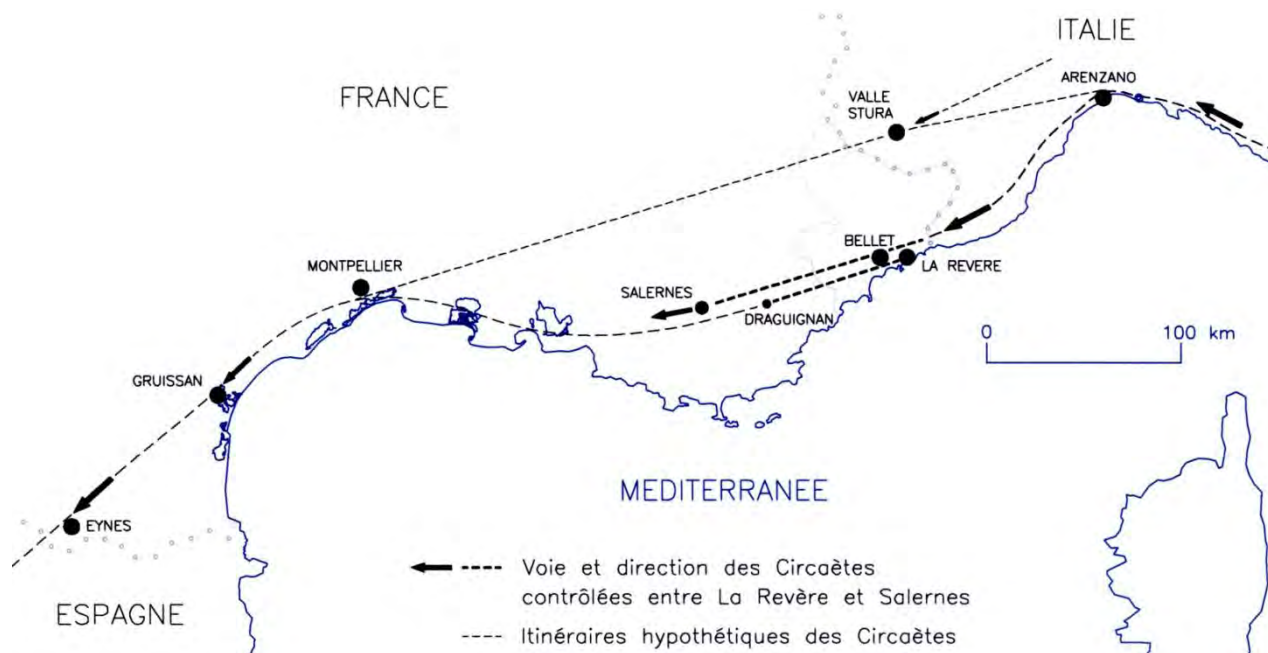 ITALIE
FRANCE
VALLE
STURA
ARENZANO
BELLET
LA REVERE
MONTPELLIER
SALERNES
DRAGUIGNAN
0 100 km
GRUISSAN
MEDITERRANEE
EYNES
ESPAGNE
Voie et direction des Circaètes
contrôlées entre La Revère et Salernes
Itinéraires hypothétiques des Circaètes